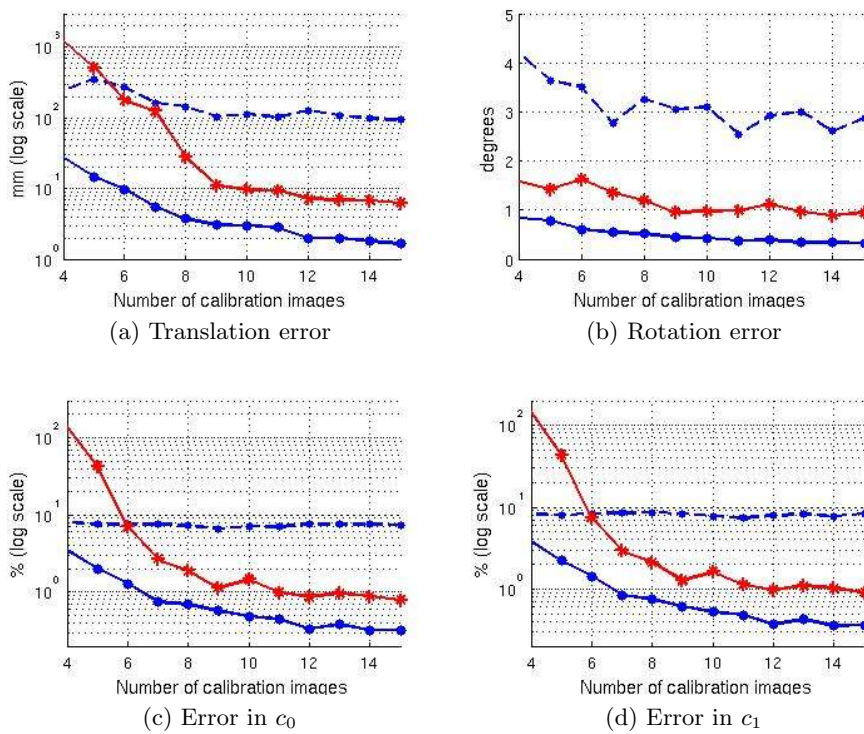 10³
10²
10¹
10⁰
mm (log scale)
4 6 8 10 12 14
Number of calibration images
(a) Translation error
5
4
3
2
1
0
degrees
4 6 8 10 12 14
Number of calibration images
(b) Rotation error
10²
10¹
10⁰
% (log scale)
4 6 8 10 12 14
Number of calibration images
(c) Error in c₀
10²
10¹
10⁰
% (log scale)
4 6 8 10 12 14
Number of calibration images
(d) Error in c₁